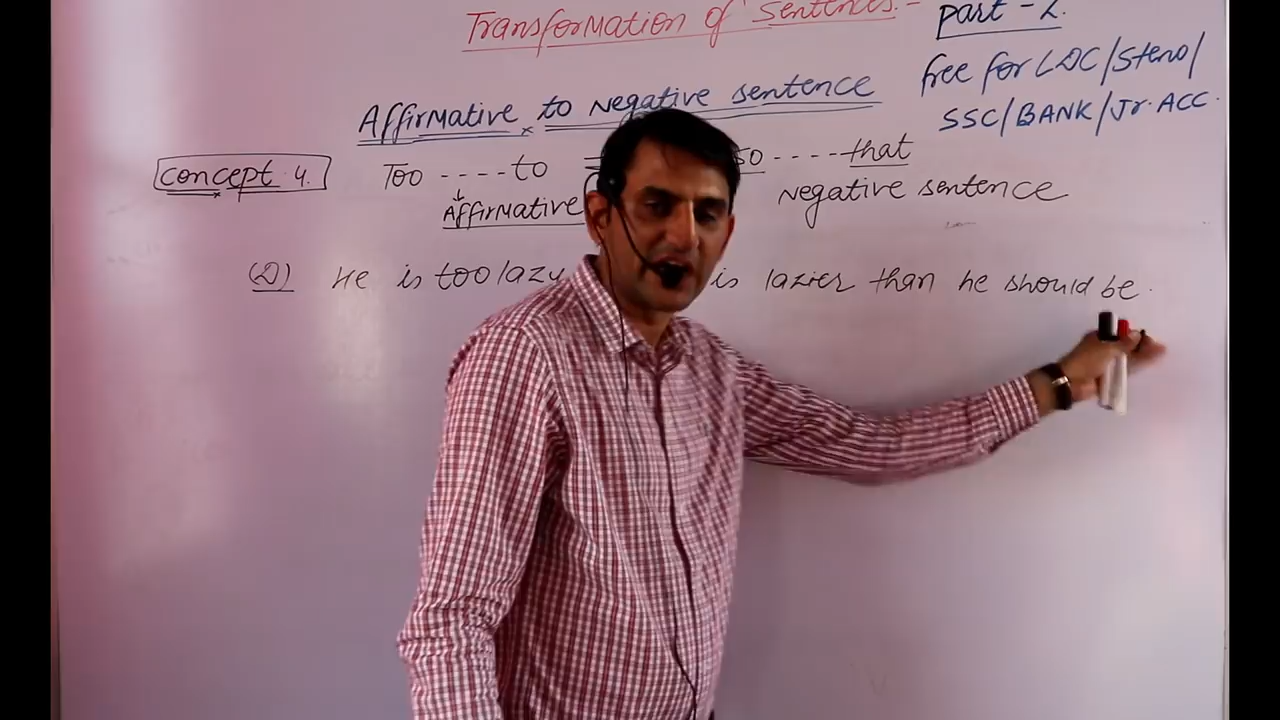 Transformation of Sentences.-
part - 2.
free for LDC/Steno/
SSC/BANK/Jr. ACC.
Affirmative to Negative sentence
concept 4. Too ----to = so ----that
Affirmative Negative sentence
(D) He is too lazy is lazier than he should be.